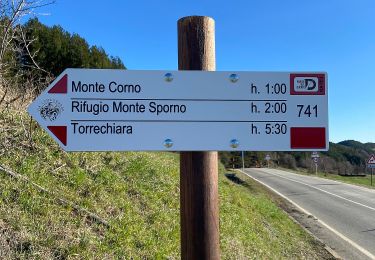 Monte Corno h. 1:00
Rifugio Monte Sporno h. 2:00
Torrechiara h. 5:30
741